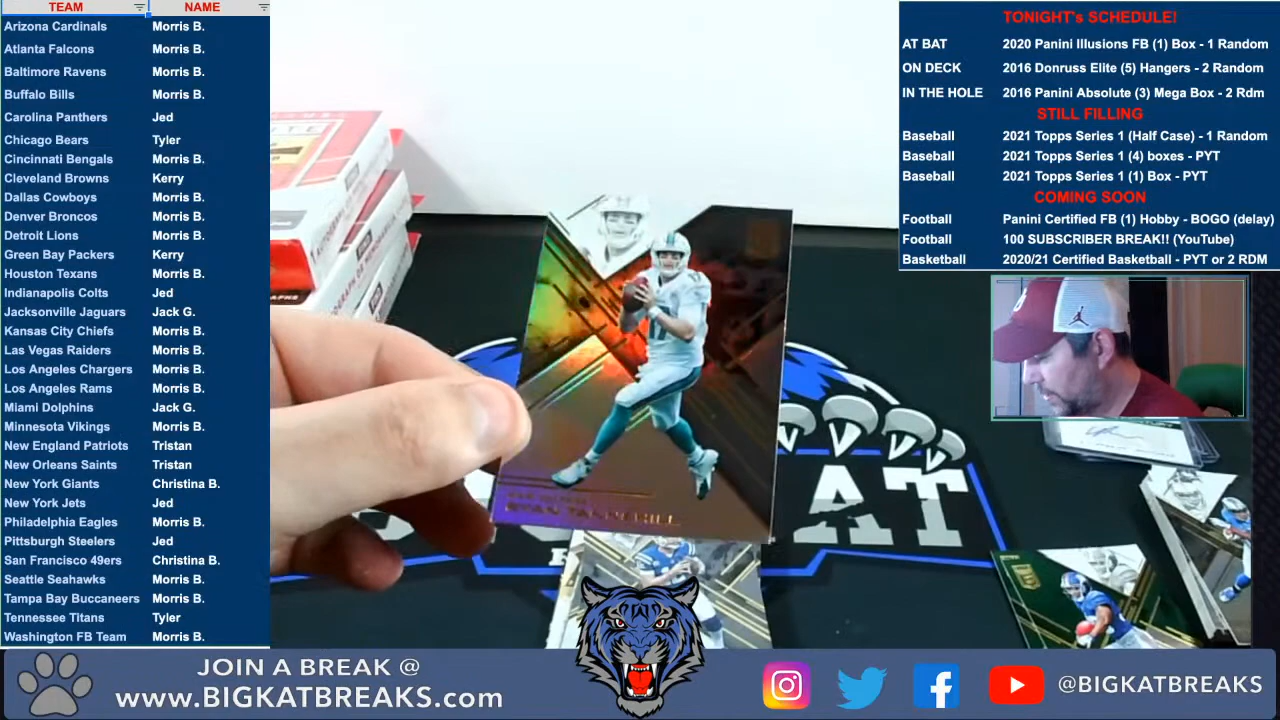 TEAM NAME
Arizona Cardinals Morris B.
Atlanta Falcons Morris B.
Baltimore Ravens Morris B.
Buffalo Bills Morris B.
Carolina Panthers Jed
Chicago Bears Tyler
Cincinnati Bengals Morris B.
Cleveland Browns Kerry
Dallas Cowboys Morris B.
Denver Broncos Morris B.
Detroit Lions Morris B.
Green Bay Packers Kerry
Houston Texans Morris B.
Indianapolis Colts Jed
Jacksonville Jaguars Jack G.
Kansas City Chiefs Morris B.
Las Vegas Raiders Morris B.
Los Angeles Chargers Morris B.
Los Angeles Rams Morris B.
Miami Dolphins Jack G.
Minnesota Vikings Morris B.
New England Patriots Tristan
New Orleans Saints Tristan
New York Giants Christina B.
New York Jets Jed
Philadelphia Eagles Morris B.
Pittsburgh Steelers Jed
San Francisco 49ers Christina B.
Seattle Seahawks Morris B.
Tampa Bay Buccaneers Morris B.
Tennessee Titans Tyler
Washington FB Team Morris B.
TONIGHT's SCHEDULE!
AT BAT 2020 Panini Illusions FB (1) Box - 1 Random
ON DECK 2016 Donruss Elite (5) Hangers - 2 Random
IN THE HOLE 2016 Panini Absolute (3) Mega Box - 2 Rdm
STILL FILLING
Baseball 2021 Topps Series 1 (Half Case) - 1 Random
Baseball 2021 Topps Series 1 (4) boxes - PYT
Baseball 2021 Topps Series 1 (1) Box - PYT
COMING SOON
Football Panini Certified FB (1) Hobby - BOGO (delay)
Football 100 SUBSCRIBER BREAK!! (YouTube)
Basketball 2020/21 Certified Basketball - PYT or 2 RDM
RYAN TANNEHILL
17
AT
JOIN A BREAK @
www.BIGKATBREAKS.com
@BIGKATBREAKS